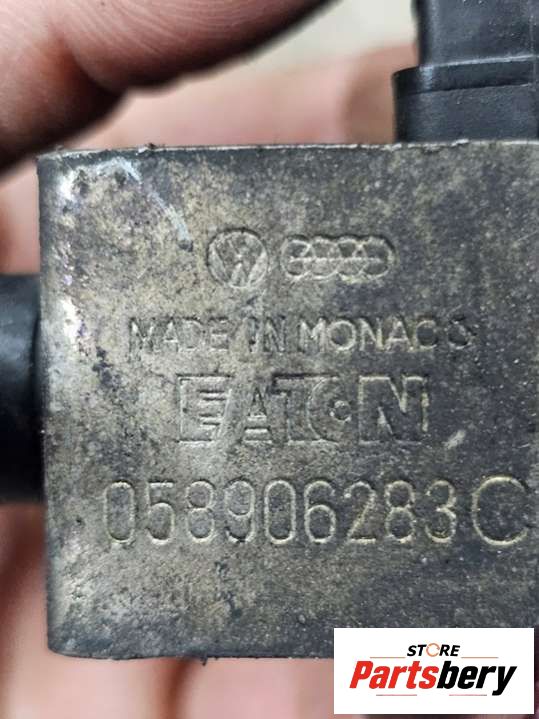 MADE IN MONACO
EATON
058906283C
STORE
Partsbery